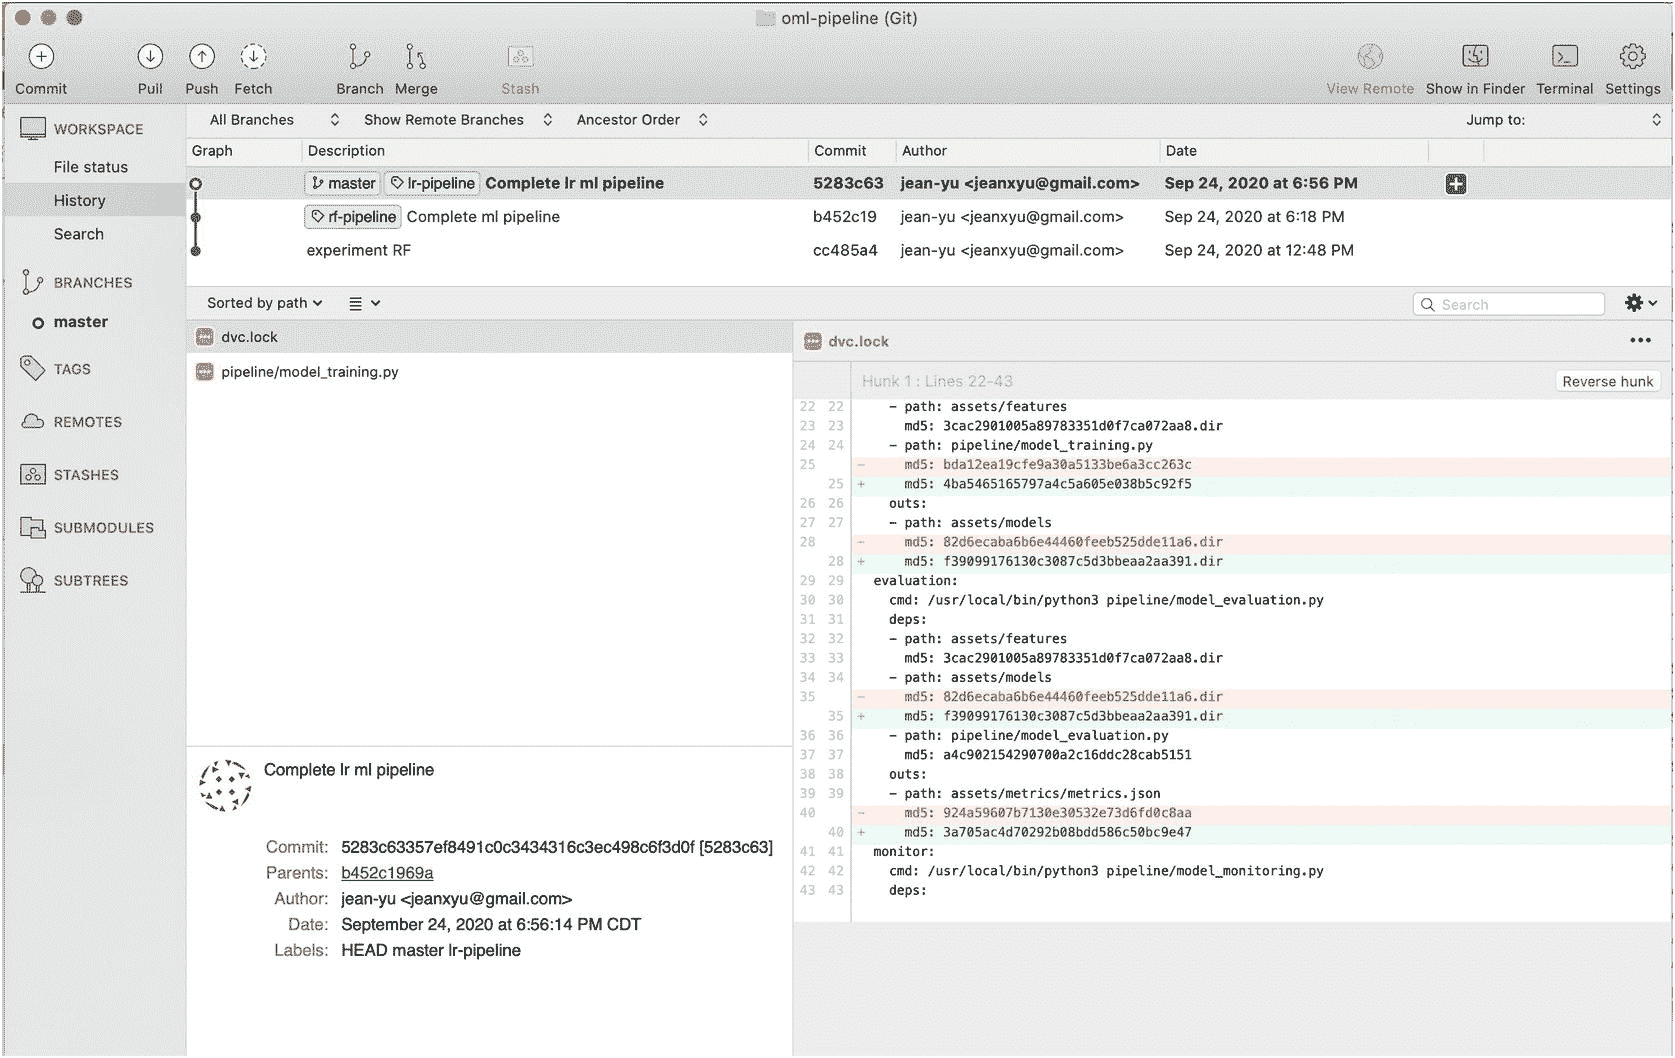 oml-pipeline (Git)
Commit Pull Push Fetch Branch Merge Stash View Remote Show in Finder Terminal Settings
WORKSPACE
File status
History
Search
BRANCHES
master
TAGS
REMOTES
STASHES
SUBMODULES
SUBTREES
All Branches Show Remote Branches Ancestor Order Jump to:
Graph Description Commit Author Date
master lr-pipeline Complete lr ml pipeline 5283c63 jean-yu <jeanxyu@gmail.com> Sep 24, 2020 at 6:56 PM
rf-pipeline Complete ml pipeline b452c19 jean-yu <jeanxyu@gmail.com> Sep 24, 2020 at 6:18 PM
experiment RF cc485a4 jean-yu <jeanxyu@gmail.com> Sep 24, 2020 at 12:48 PM
Sorted by path Search
dvc.lock
pipeline/model_training.py
Complete lr ml pipeline
Commit: 5283c63357ef8491c0c3434316c3ec498c6f3d0f [5283c63]
Parents: b452c1969a
Author: jean-yu <jeanxyu@gmail.com>
Date: September 24, 2020 at 6:56:14 PM CDT
Labels: HEAD master lr-pipeline
dvc.lock
Hunk 1 : Lines 22-43 Reverse hunk
22 22 - path: assets/features
23 23 md5: 3cac2901005a89783351d0f7ca072aa8.dir
24 24 - path: pipeline/model_training.py
25 - md5: bda12ea19cfe9a30a5133be6a3cc263c
25 + md5: 4ba5465165797a4c5a605e038b5c92f5
26 26 outs:
27 27 - path: assets/models
28 - md5: 82d6ecaba6b6e44460feeb525dde11a6.dir
28 + md5: f39099176130c3087c5d3bbeaa2aa391.dir
29 29 evaluation:
30 30 cmd: /usr/local/bin/python3 pipeline/model_evaluation.py
31 31 deps:
32 32 - path: assets/features
33 33 md5: 3cac2901005a89783351d0f7ca072aa8.dir
34 34 - path: assets/models
35 - md5: 82d6ecaba6b6e44460feeb525dde11a6.dir
35 + md5: f39099176130c3087c5d3bbeaa2aa391.dir
36 36 - path: pipeline/model_evaluation.py
37 37 md5: a4c902154290700a2c16ddc28cab5151
38 38 outs:
39 39 - path: assets/metrics/metrics.json
40 - md5: 924a59607b7130e30532e73d6fd0c8aa
40 + md5: 3a705ac4d70292b08bdd586c50bc9e47
41 41 monitor:
42 42 cmd: /usr/local/bin/python3 pipeline/model_monitoring.py
43 43 deps: